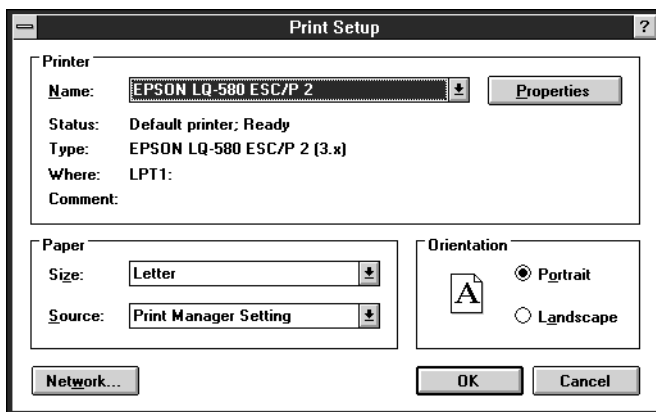 Print Setup ?
Printer
Name: EPSON LQ-580 ESC/P 2 Properties
Status: Default printer; Ready
Type: EPSON LQ-580 ESC/P 2 (3.x)
Where: LPT1:
Comment:
Paper
Size: Letter
Source: Print Manager Setting
Orientation
A
Portrait
Landscape
Network... OK Cancel